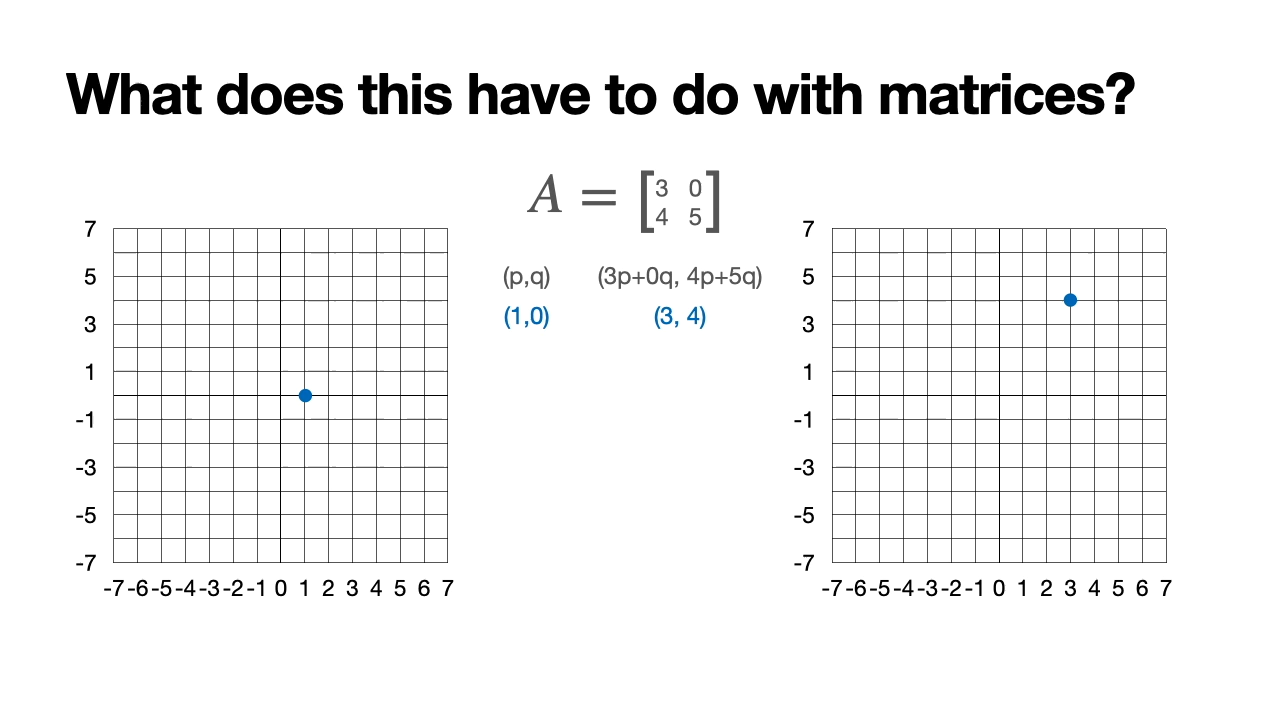 What does this have to do with matrices?
A = [3 0
4 5]
(p,q) (3p+0q, 4p+5q)
(1,0) (3, 4)
7
5
3
1
-1
-3
-5
-7
-7 -6 -5 -4 -3 -2 -1 0 1 2 3 4 5 6 7
7
5
3
1
-1
-3
-5
-7
-7 -6 -5 -4 -3 -2 -1 0 1 2 3 4 5 6 7